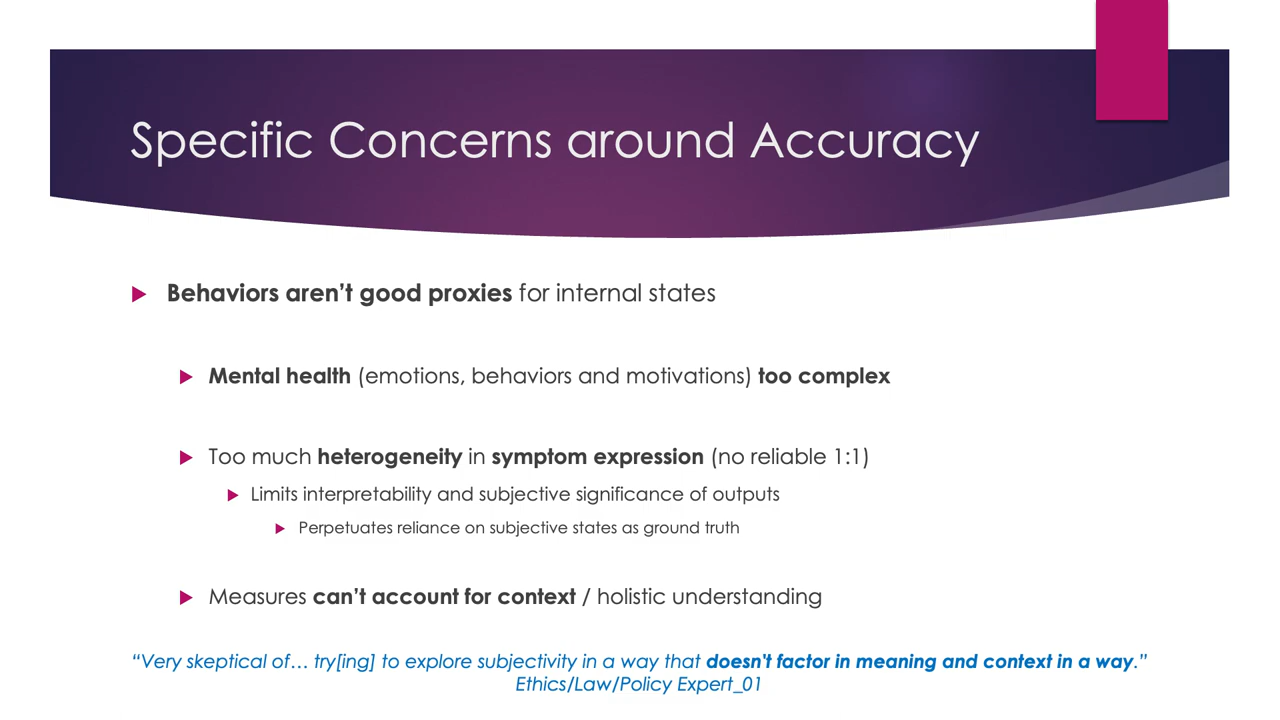 Specific Concerns around Accuracy
Behaviors aren't good proxies for internal states
Mental health (emotions, behaviors and motivations) too complex
Too much heterogeneity in symptom expression (no reliable 1:1)
Limits interpretability and subjective significance of outputs
Perpetuates reliance on subjective states as ground truth
Measures can't account for context / holistic understanding
“Very skeptical of… try[ing] to explore subjectivity in a way that doesn't factor in meaning and context in a way.”
Ethics/Law/Policy Expert_01